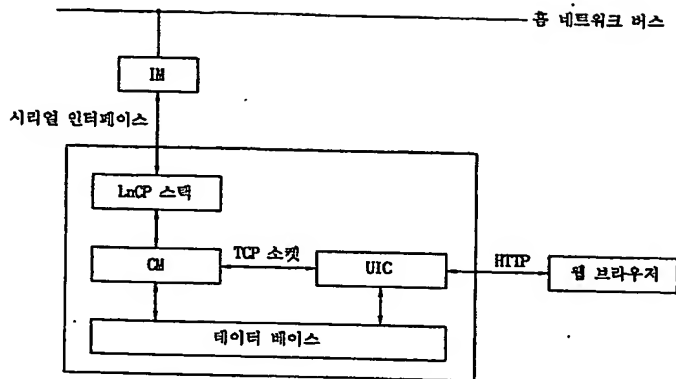 홈 네트워크 버스
IM
시리얼 인터페이스
LnCP 스택
CM
TCP 소켓
UIC
HTTP
웹 브라우저
데이터 베이스